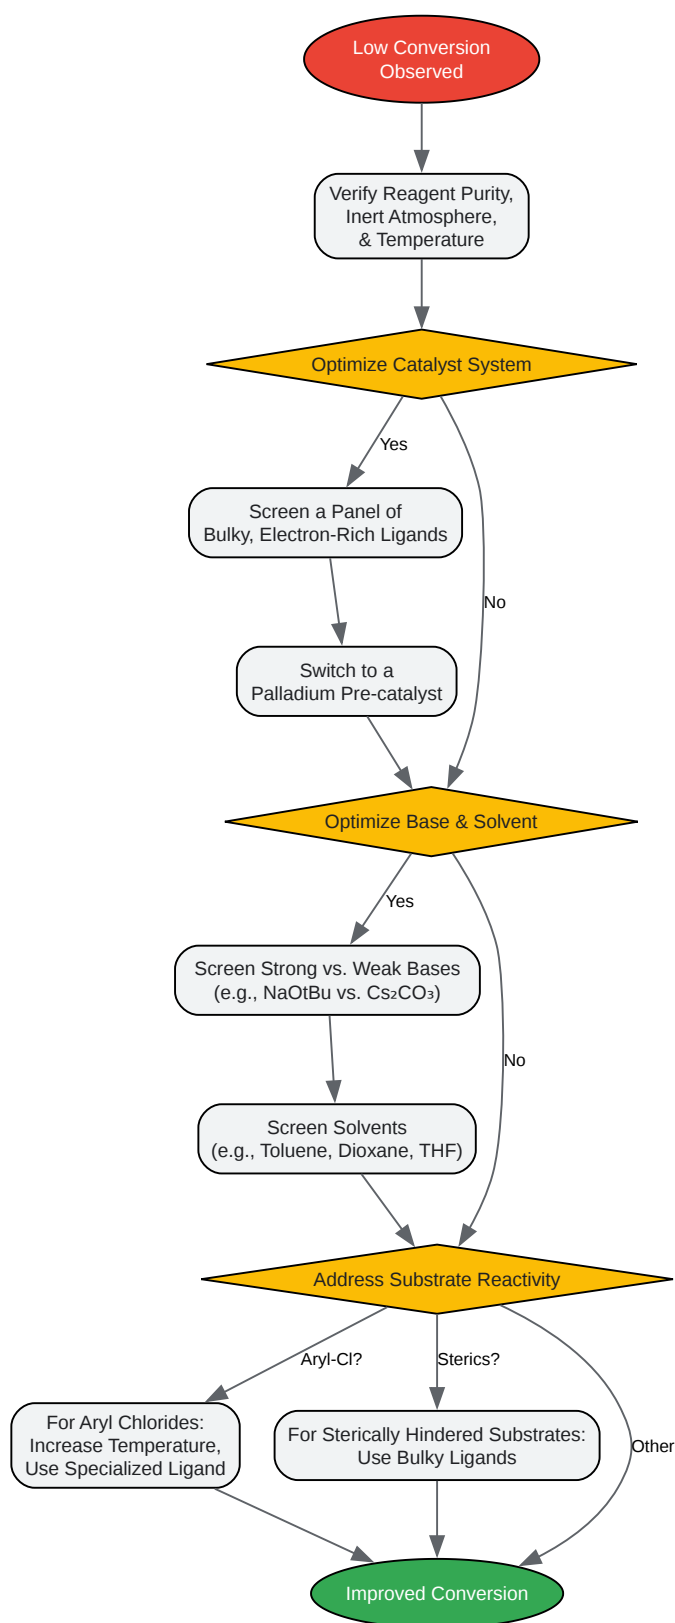 Low Conversion
Observed
Verify Reagent Purity,
Inert Atmosphere,
& Temperature
Optimize Catalyst System
Yes
Screen a Panel of
Bulky, Electron-Rich Ligands
No
Switch to a
Palladium Pre-catalyst
Optimize Base & Solvent
Yes
Screen Strong vs. Weak Bases
(e.g., NaOtBu vs. Cs₂CO₃)
No
Screen Solvents
(e.g., Toluene, Dioxane, THF)
Address Substrate Reactivity
Aryl-Cl?
Sterics?
For Aryl Chlorides:
Increase Temperature,
Use Specialized Ligand
For Sterically Hindered Substrates:
Use Bulky Ligands
Other
Improved Conversion